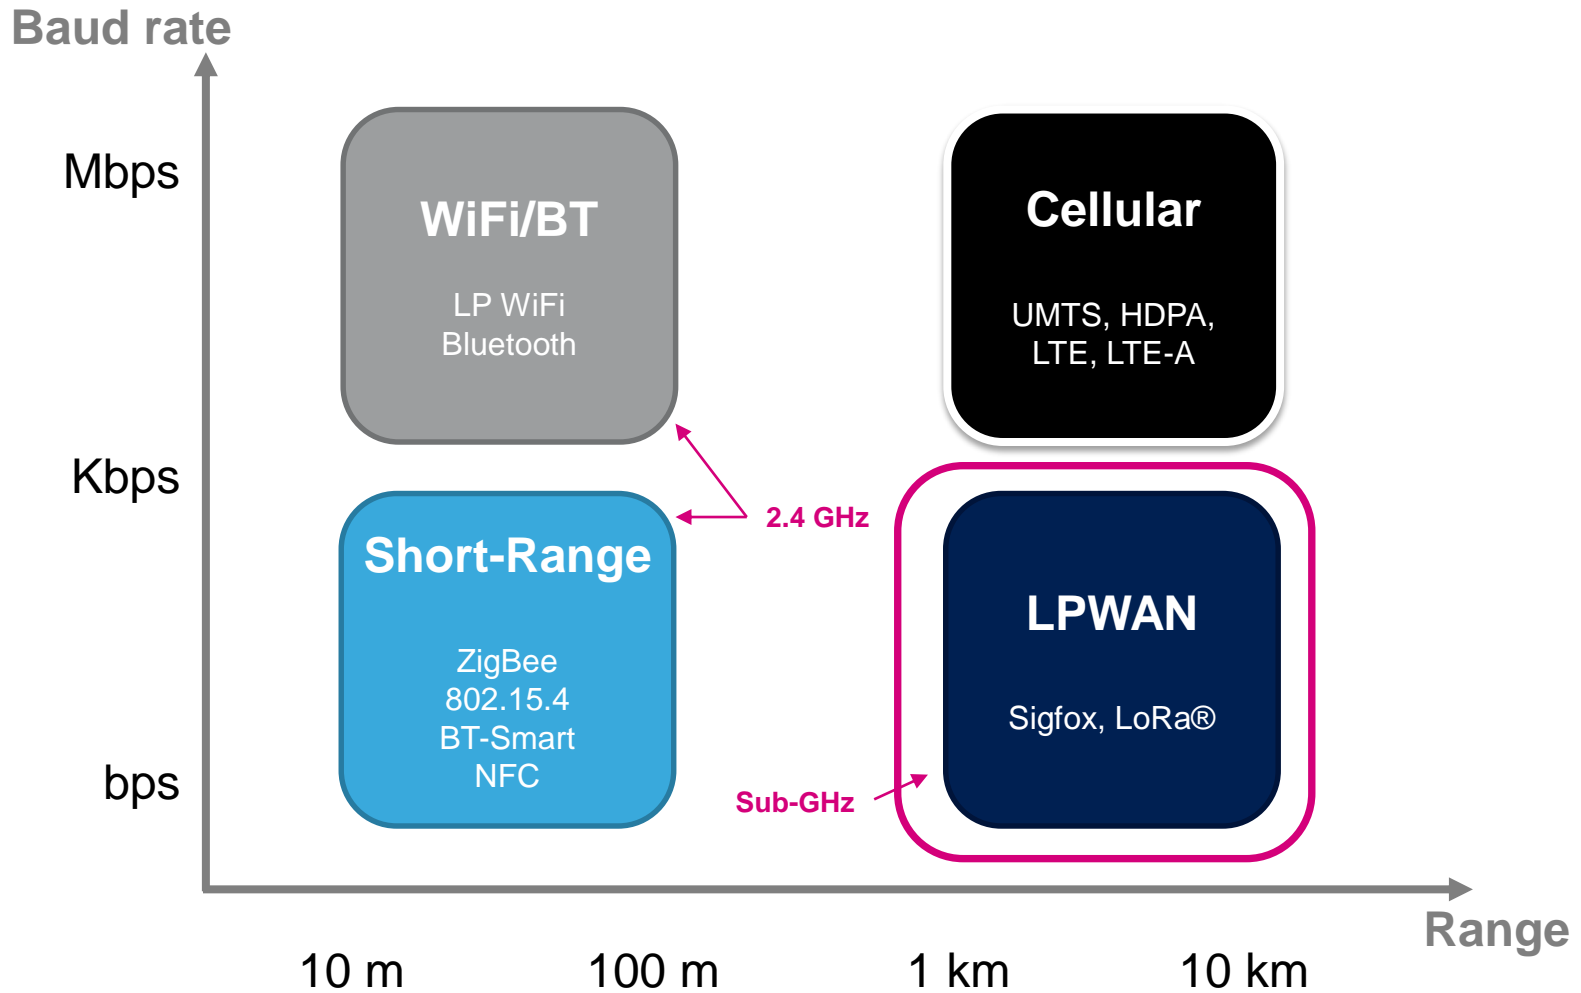 Baud rate
Mbps
Kbps
bps
WiFi/BT
LP WiFi
Bluetooth
Cellular
UMTS, HDPA,
LTE, LTE-A
2.4 GHz
Short-Range
ZigBee
802.15.4
BT-Smart
NFC
LPWAN
Sigfox, LoRa®
Sub-GHz
Range
10 m
100 m
1 km
10 km